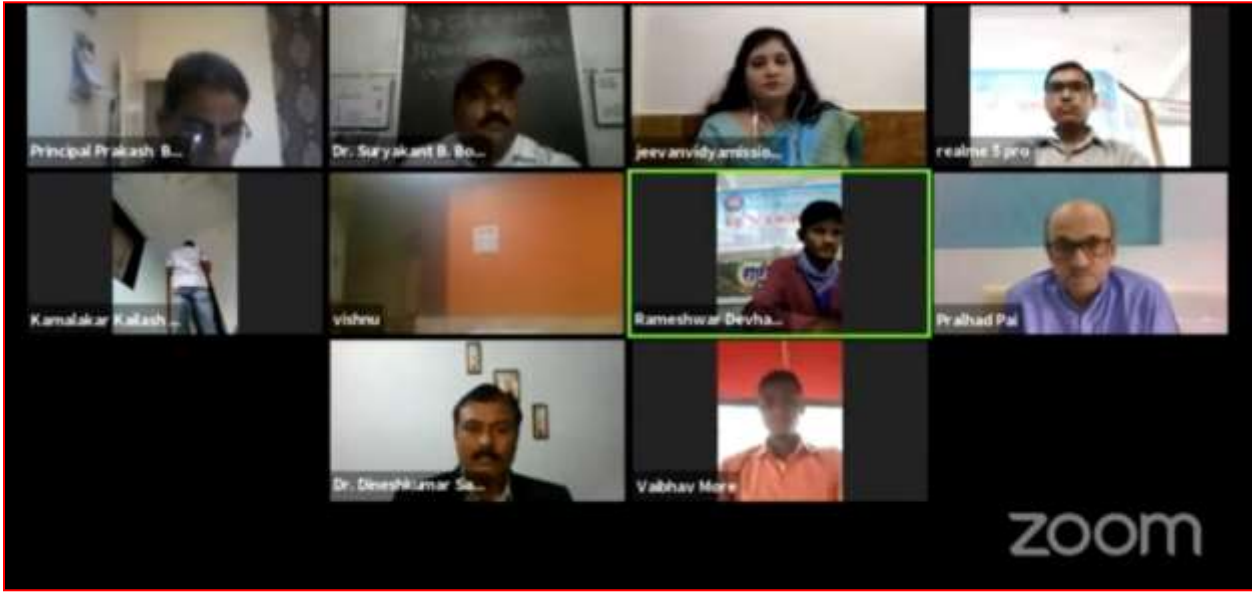 Principal Prakash B...
Dr. Suryakant B. Bo...
jeevanvidyamissio...
realme 3 pro
Kamalakar Kailash ...
vishnu
Rameshwar Devha...
Pralhad Pai
Dr. Dineshkumar Sa...
Vaibhav More
zoom